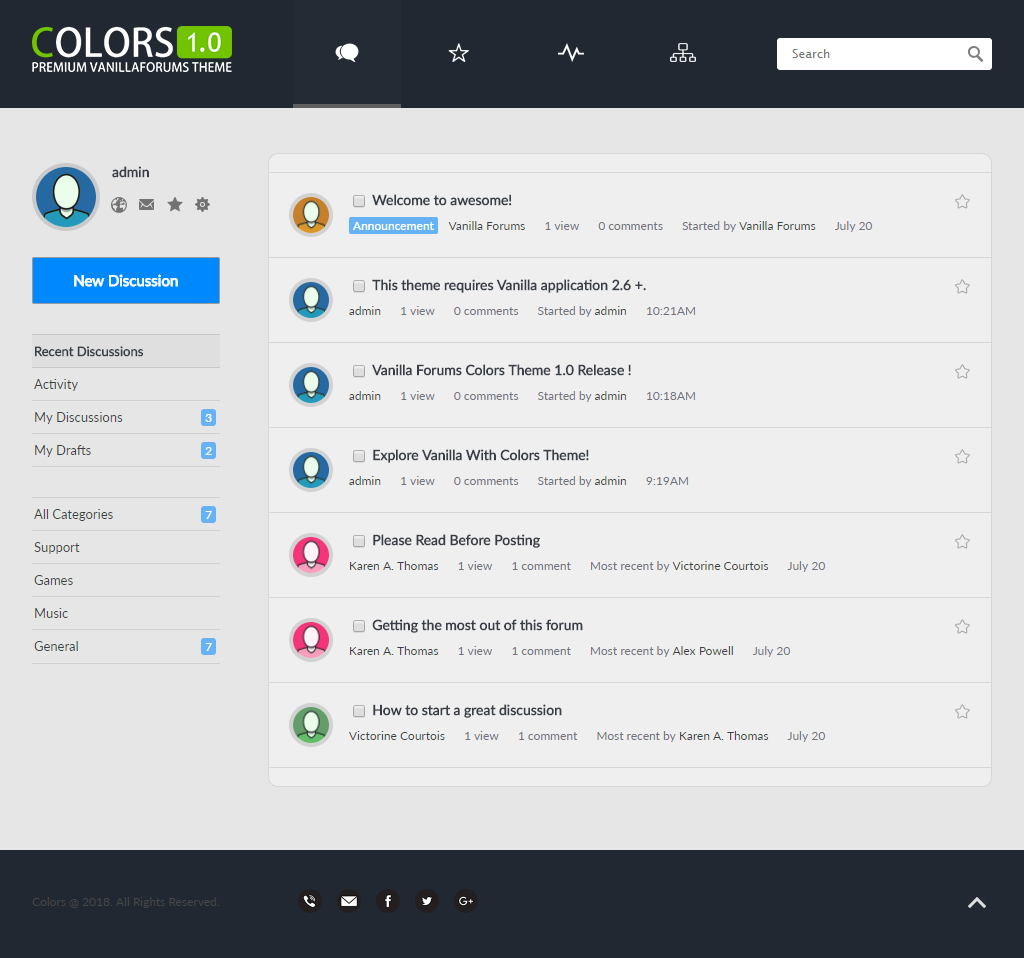 COLORS 1.0
PREMIUM VANILLAFORUMS THEME
Search
admin
New Discussion
Recent Discussions
Activity
My Discussions 3
My Drafts 2
All Categories 7
Support
Games
Music
General 7
Welcome to awesome!
Announcement Vanilla Forums 1 view 0 comments Started by Vanilla Forums July 20
This theme requires Vanilla application 2.6 +.
admin 1 view 0 comments Started by admin 10:21AM
Vanilla Forums Colors Theme 1.0 Release !
admin 1 view 0 comments Started by admin 10:18AM
Explore Vanilla With Colors Theme!
admin 1 view 0 comments Started by admin 9:19AM
Please Read Before Posting
Karen A. Thomas 1 view 1 comment Most recent by Victorine Courtois July 20
Getting the most out of this forum
Karen A. Thomas 1 view 1 comment Most recent by Alex Powell July 20
How to start a great discussion
Victorine Courtois 1 view 1 comment Most recent by Karen A. Thomas July 20
Colors @ 2018. All Rights Reserved.
f G+